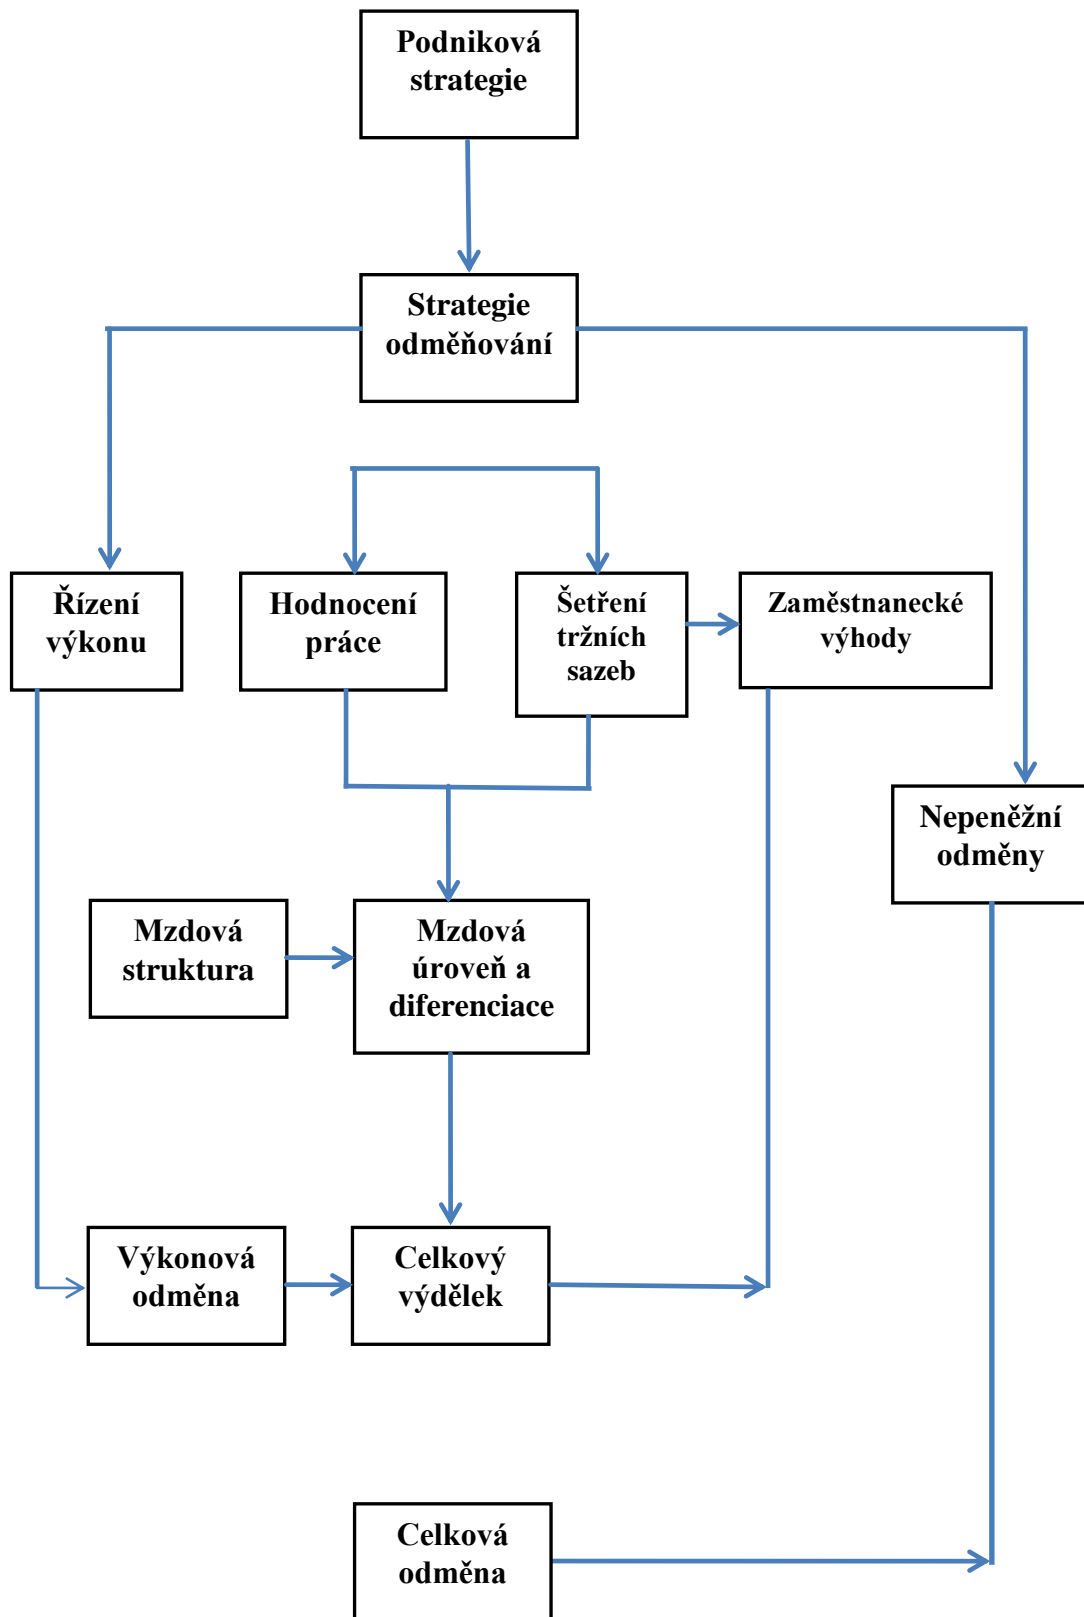 Podniková
strategie
Strategie
odměňování
Řízení
výkonu
Hodnocení
práce
Šetření
tržních
sazeb
Zaměstnanecké
výhody
Nepeněžní
odměny
Mzdová
struktura
Mzdová
úroveň a
diferenciace
Výkonová
odměna
Celkový
výdělek
Celková
odměna